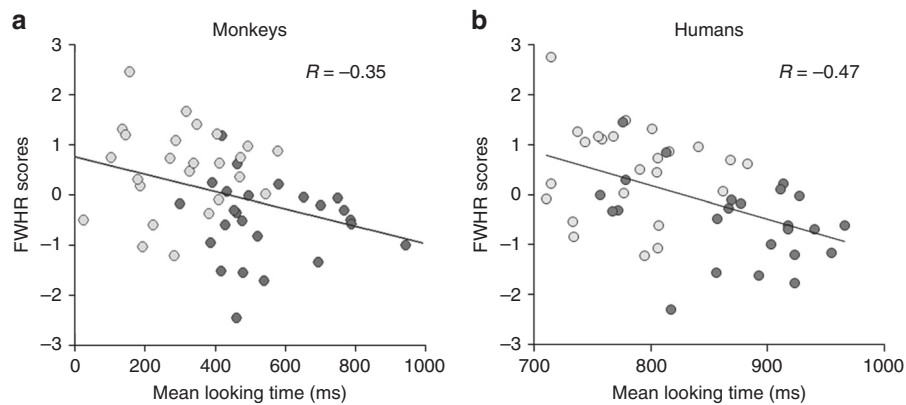 a
Monkeys
R = –0.35
3
2
1
0
–1
–2
–3
FWHR scores
0 200 400 600 800 1000
Mean looking time (ms)
b
Humans
R = –0.47
3
2
1
0
–1
–2
–3
FWHR scores
700 800 900 1000
Mean looking time (ms)